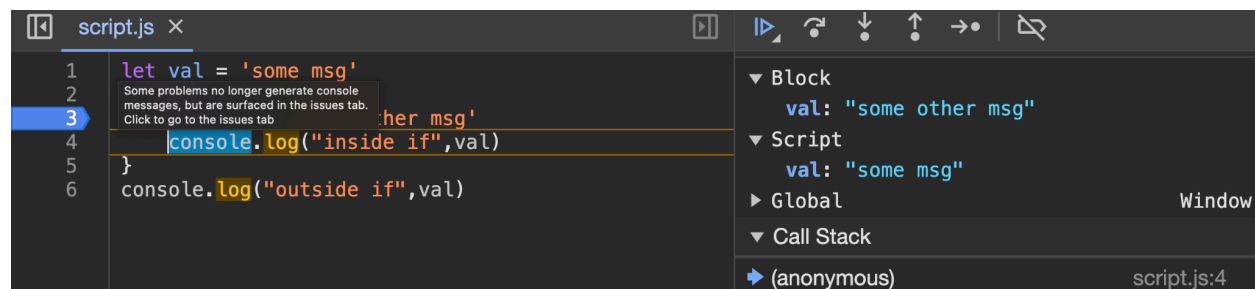 script.js
1 let val = 'some msg'
2
Some problems no longer generate console
messages, but are surfaced in the issues tab.
Click to go to the issues tab
3 her msg'
4 console.log("inside if",val)
5 }
6 console.log("outside if",val)
Block
val: "some other msg"
Script
val: "some msg"
Global Window
Call Stack
(anonymous) script.js:4